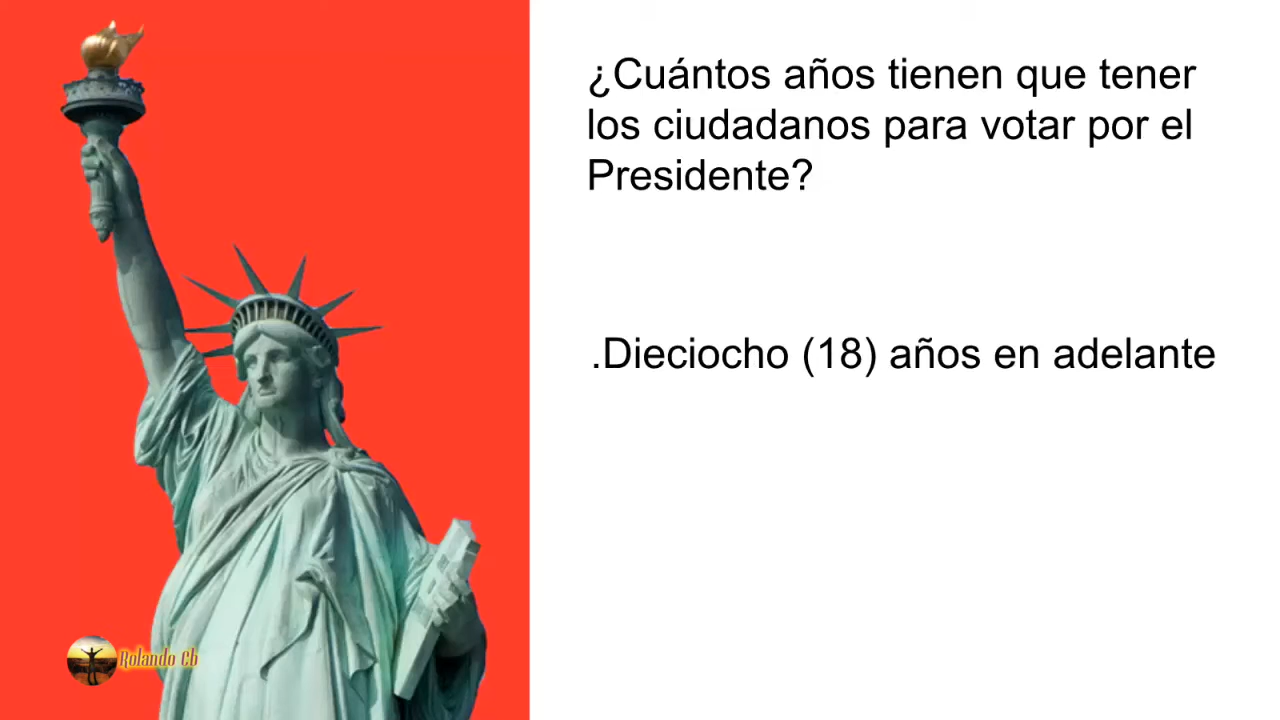 ¿Cuántos años tienen que tener
los ciudadanos para votar por el
Presidente?
.Dieciocho (18) años en adelante
Rolando Cb